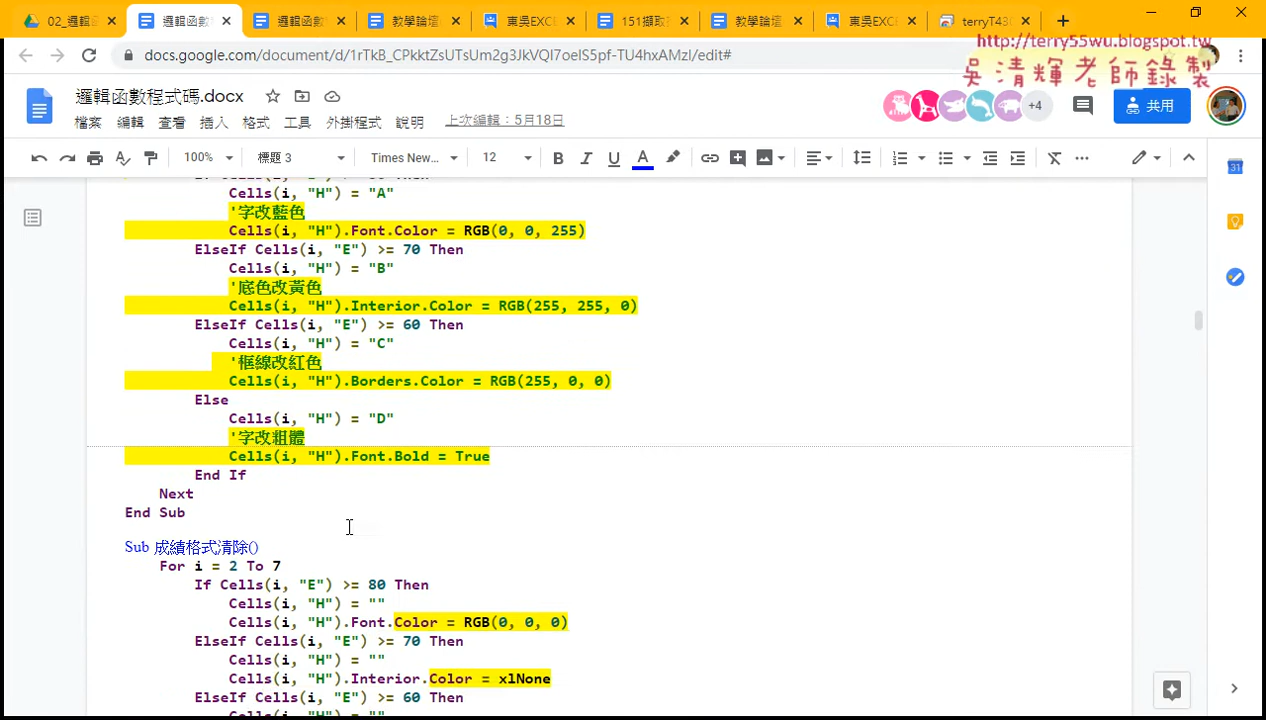 02_邏輯函數
邏輯函數
邏輯函數
教學論壇
東吳EXCE
151擷取
教學論壇
東吳EXCE
terryT430
docs.google.com/document/d/1rTkB_CPkktZsUTsUm2g3JkVQI7oelS5pf-TU4hxAMzI/edit#
http://terry55wu.blogspot.tw
吳清輝老師錄製
邏輯函數程式碼.docx
+4
共用
檔案 編輯 查看 插入 格式 工具 外掛程式 說明 上次編輯：5月18日
100% 標題 3 Times New... 12 B I U A
31
Cells(i, "H") = "A"
'字改藍色
Cells(i, "H").Font.Color = RGB(0, 0, 255)
ElseIf Cells(i, "E") >= 70 Then
Cells(i, "H") = "B"
'底色改黃色
Cells(i, "H").Interior.Color = RGB(255, 255, 0)
ElseIf Cells(i, "E") >= 60 Then
Cells(i, "H") = "C"
'框線改紅色
Cells(i, "H").Borders.Color = RGB(255, 0, 0)
Else
Cells(i, "H") = "D"
'字改粗體
Cells(i, "H").Font.Bold = True
End If
Next
End Sub
Sub 成績格式清除()
For i = 2 To 7
If Cells(i, "E") >= 80 Then
Cells(i, "H") = ""
Cells(i, "H").Font.Color = RGB(0, 0, 0)
ElseIf Cells(i, "E") >= 70 Then
Cells(i, "H") = ""
Cells(i, "H").Interior.Color = xlNone
ElseIf Cells(i, "E") >= 60 Then